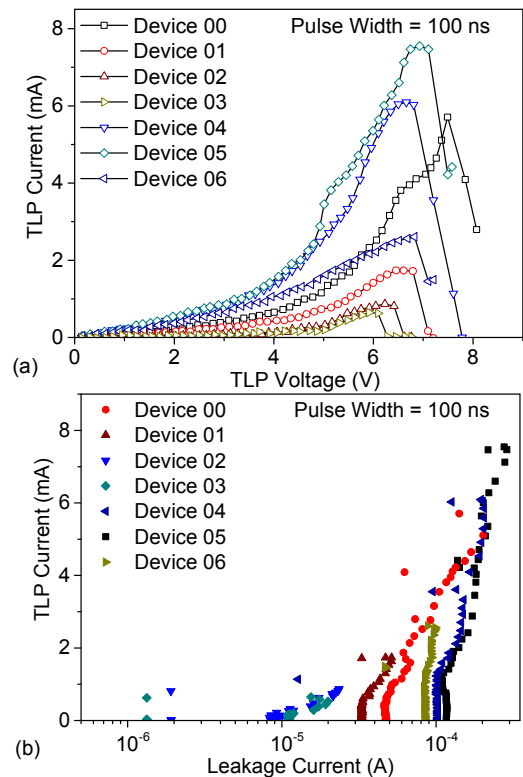 Device 00
Device 01
Device 02
Device 03
Device 04
Device 05
Device 06
Pulse Width = 100 ns
TLP Current (mA)
8
6
4
2
0
0
2
4
6
8
TLP Voltage (V)
(a)
Device 00
Device 01
Device 02
Device 03
Device 04
Device 05
Device 06
Pulse Width = 100 ns
TLP Current (mA)
8
6
4
2
0
10⁻⁶
10⁻⁵
10⁻⁴
Leakage Current (A)
(b)